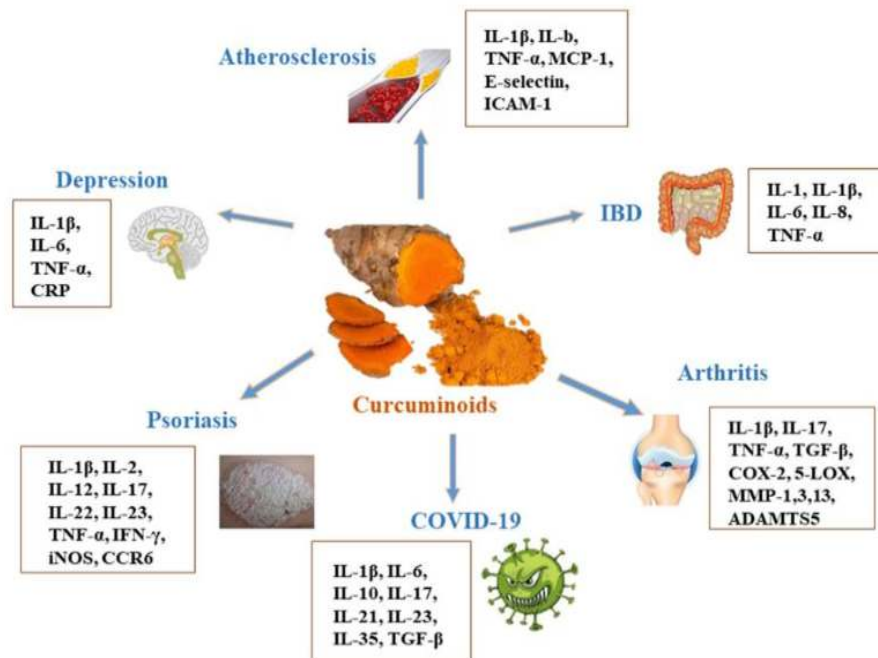 Atherosclerosis
IL-1β, IL-b,
TNF-α, MCP-1,
E-selectin,
ICAM-1
Depression
IL-1β,
IL-6,
TNF-α,
CRP
IBD
IL-1, IL-1β,
IL-6, IL-8,
TNF-α
Curcuminoids
Psoriasis
IL-1β, IL-2,
IL-12, IL-17,
IL-22, IL-23,
TNF-α, IFN-γ,
iNOS, CCR6
COVID-19
IL-1β, IL-6,
IL-10, IL-17,
IL-21, IL-23,
IL-35, TGF-β
Arthritis
IL-1β, IL-17,
TNF-α, TGF-β,
COX-2, 5-LOX,
MMP-1,3,13,
ADAMTS5